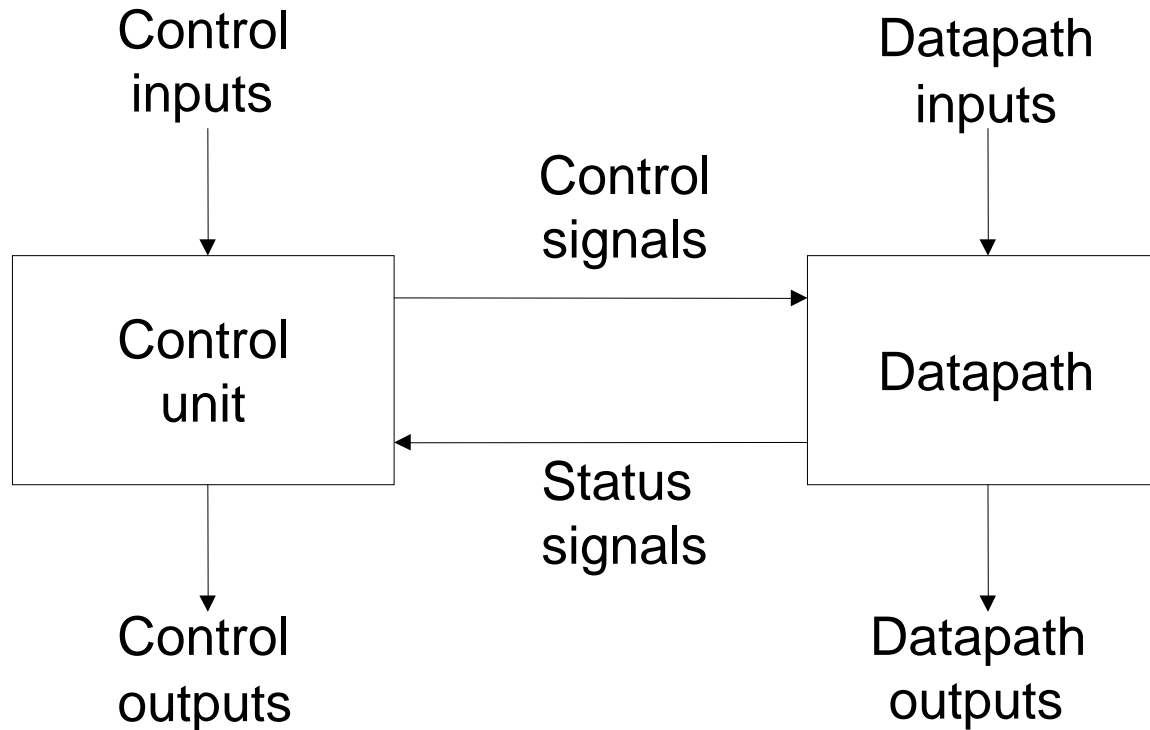 Control
inputs
Datapath
inputs
Control
signals
Control
unit
Datapath
Status
signals
Control
outputs
Datapath
outputs